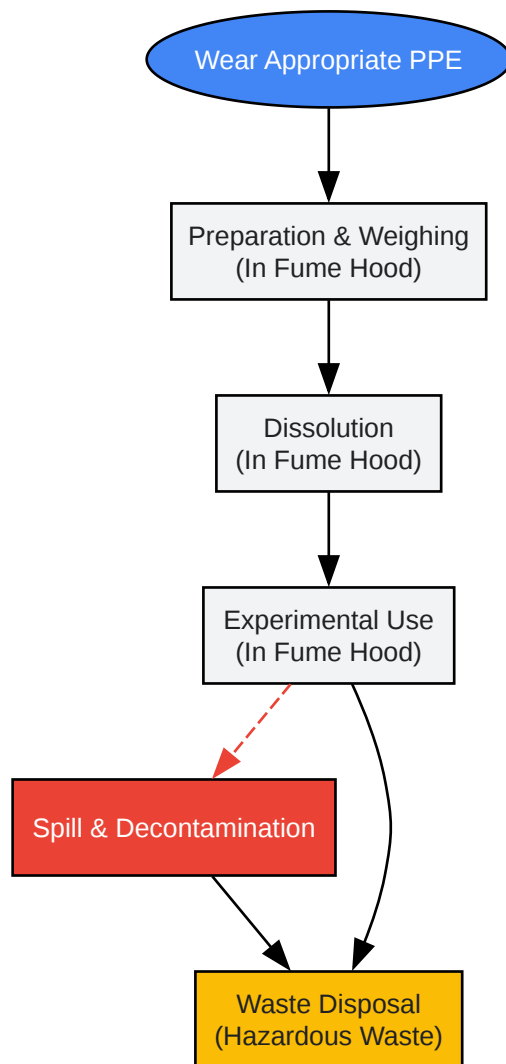 Wear Appropriate PPE
Preparation & Weighing
(In Fume Hood)
Dissolution
(In Fume Hood)
Experimental Use
(In Fume Hood)
Spill & Decontamination
Waste Disposal
(Hazardous Waste)